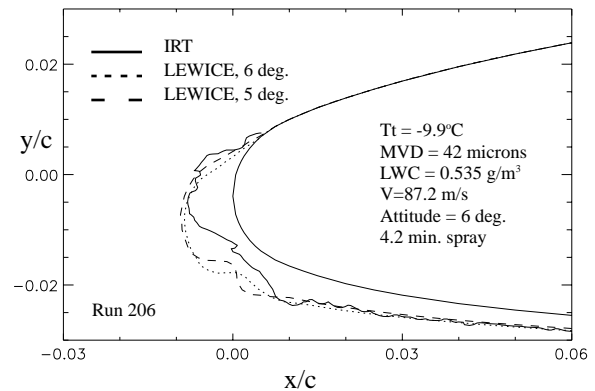 0.02
0.00
-0.02
y/c
IRT
LEWICE, 6 deg.
LEWICE, 5 deg.
Tt = -9.9°C
MVD = 42 microns
LWC = 0.535 g/m³
V=87.2 m/s
Attitude = 6 deg.
4.2 min. spray
Run 206
-0.03
0.00
0.03
0.06
x/c